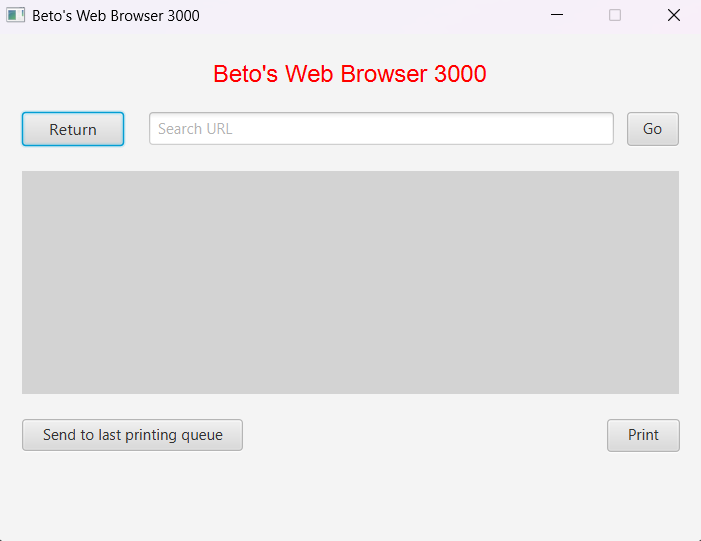 Beto's Web Browser 3000
Beto's Web Browser 3000
Return
Search URL
Go
Send to last printing queue
Print